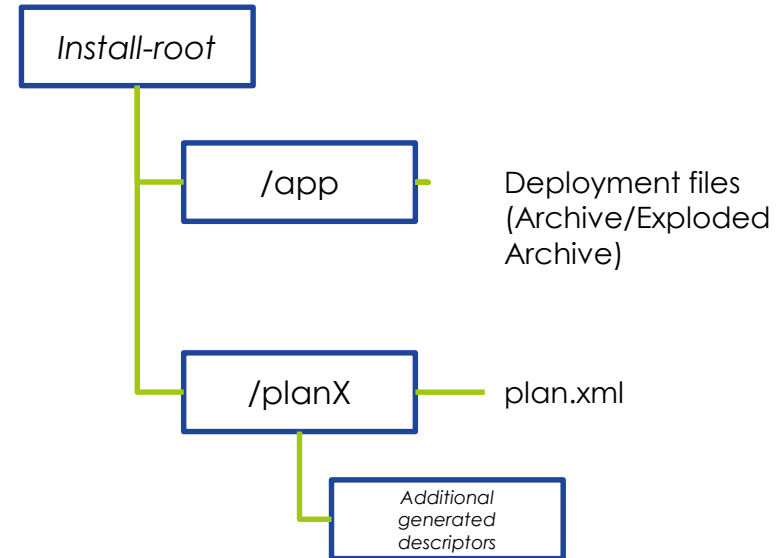 Install-root
/app
Deployment files
(Archive/Exploded
Archive)
/planX
plan.xml
Additional
generated
descriptors